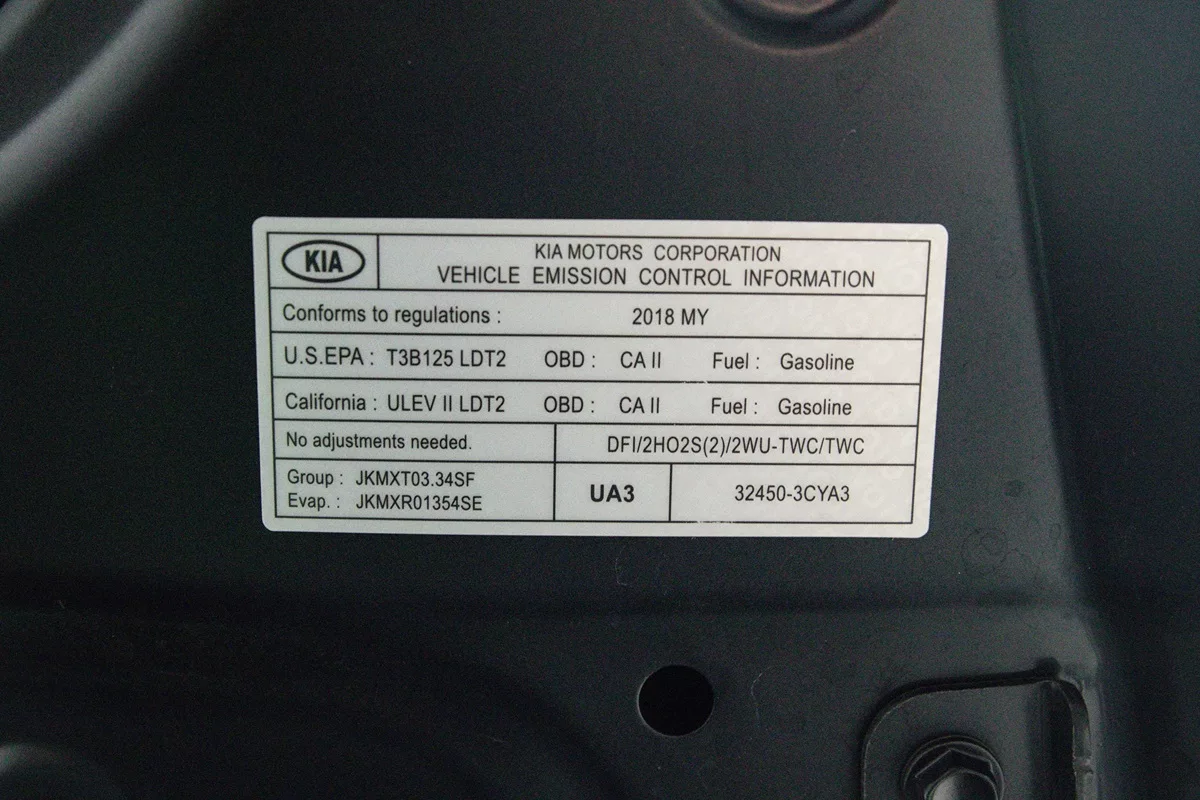 KIA
KIA MOTORS CORPORATION
VEHICLE EMISSION CONTROL INFORMATION
Conforms to regulations : 2018 MY
U.S.EPA : T3B125 LDT2 OBD : CA II Fuel : Gasoline
California : ULEV II LDT2 OBD : CA II Fuel : Gasoline
No adjustments needed. DFI/2HO2S(2)/2WU-TWC/TWC
Group : JKMXT03.34SF
Evap. : JKMXR01354SE
UA3
32450-3CYA3